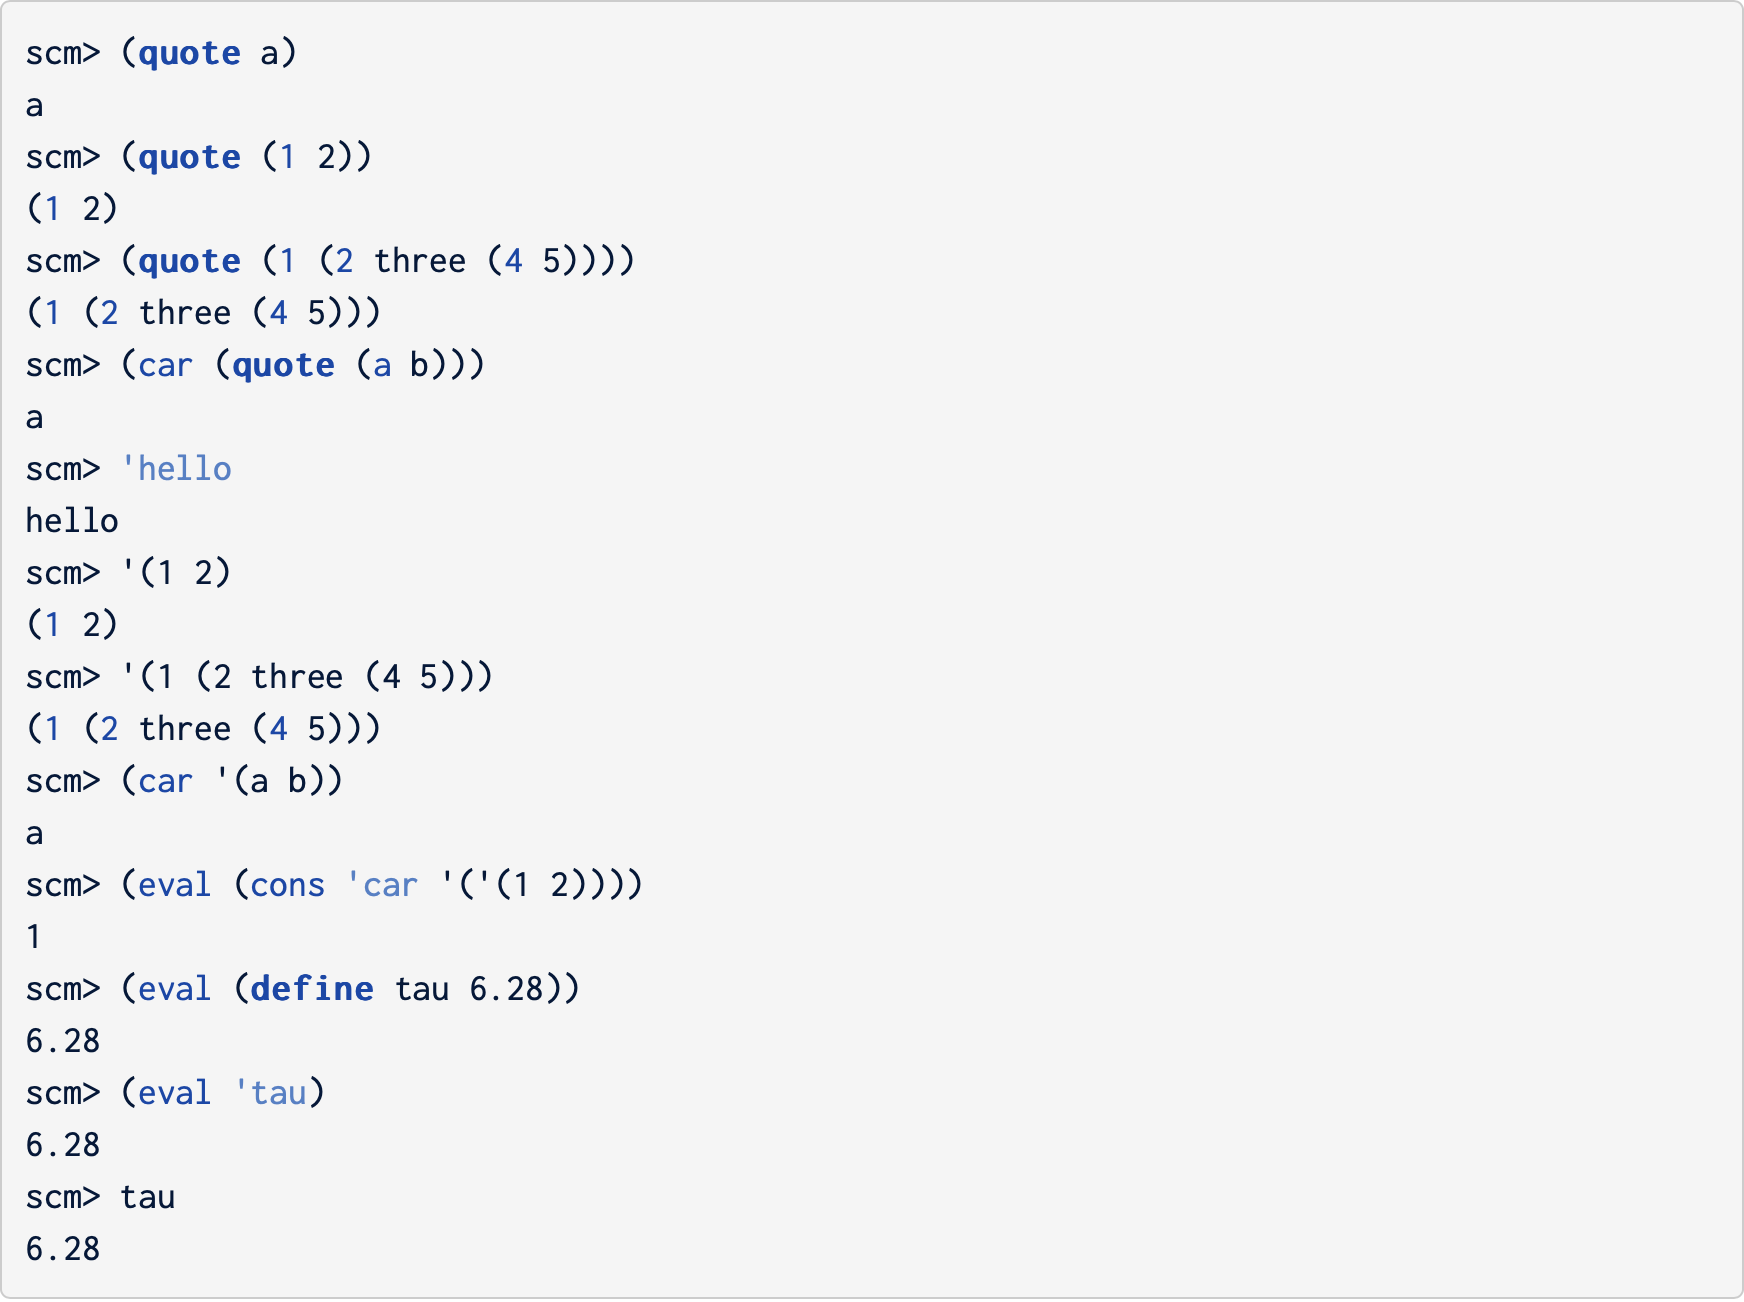 scm> (quote a)
a
scm> (quote (1 2))
(1 2)
scm> (quote (1 (2 three (4 5))))
(1 (2 three (4 5)))
scm> (car (quote (a b)))
a
scm> 'hello
hello
scm> '(1 2)
(1 2)
scm> '(1 (2 three (4 5)))
(1 (2 three (4 5)))
scm> (car '(a b))
a
scm> (eval (cons 'car '('(1 2))))
1
scm> (eval (define tau 6.28))
6.28
scm> (eval 'tau)
6.28
scm> tau
6.28